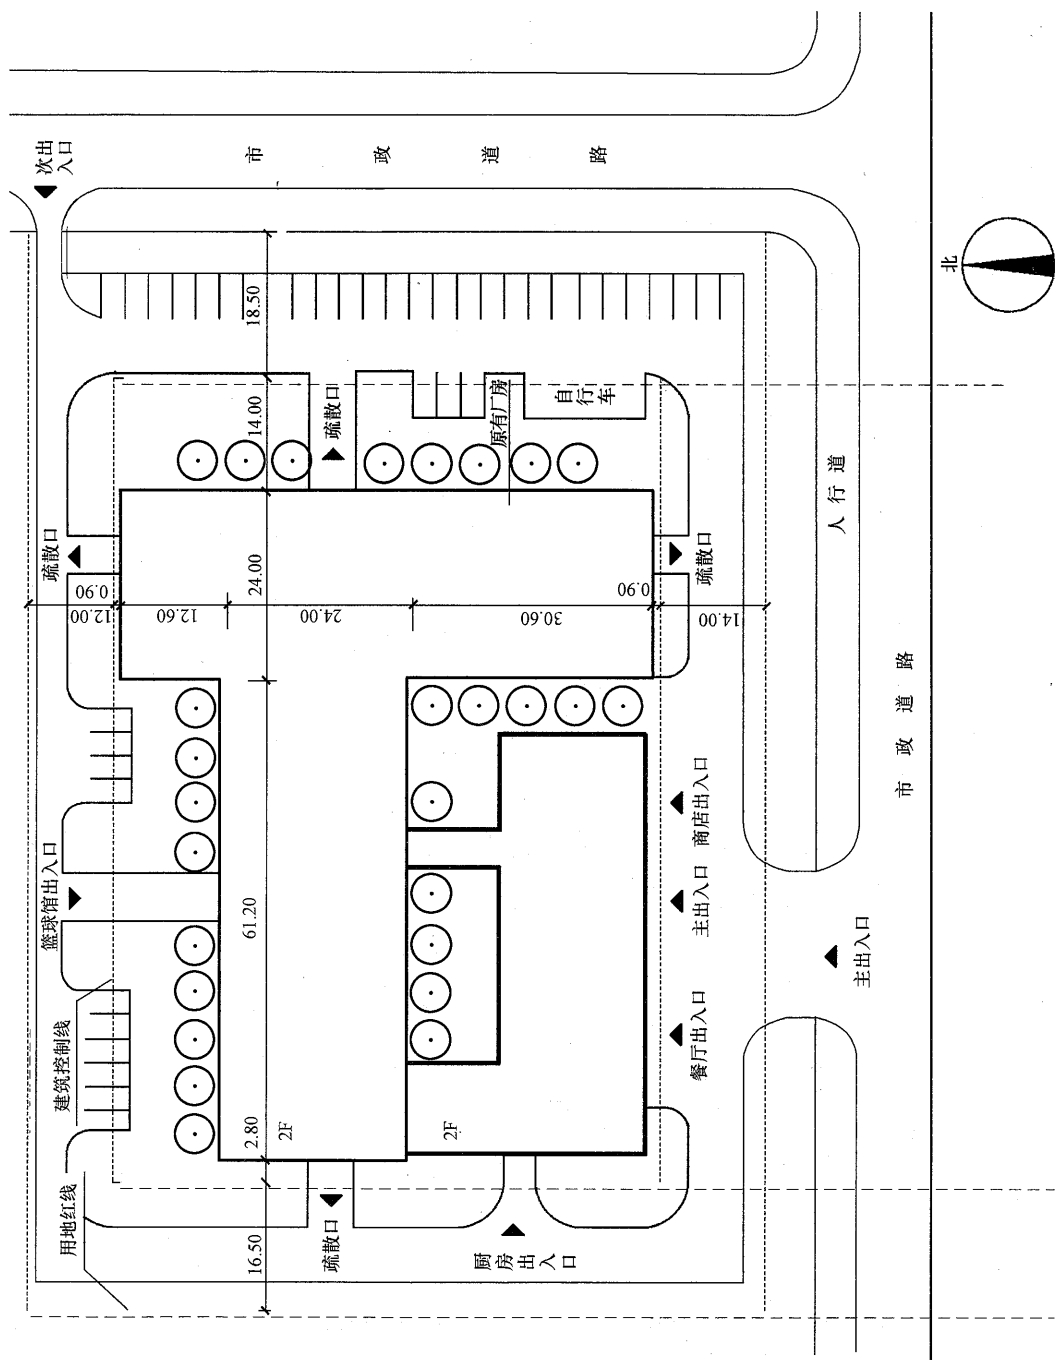 次出
入口
市政道路
北
18.50
14.00
疏散口
原有厂房
自行车
人行道
疏散口
24.00
疏散口
0.90
12.00
12.60
24.00
30.60
0.90
14.00
市政道路
篮球馆出入口
61.20
商店出入口
主出入口
主出入口
餐厅出入口
建筑控制线
2.80
2F
2F
用地红线
16.50
疏散口
厨房
出入口